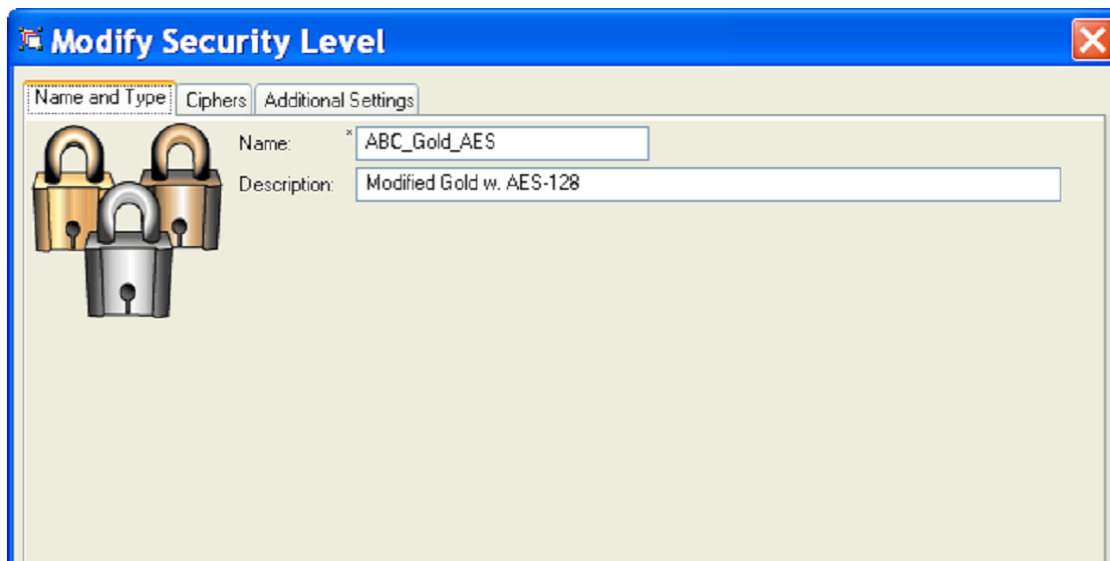 Modify Security Level
Name and Type Ciphers Additional Settings
Name: * ABC_Gold_AES
Description: Modified Gold w. AES-128